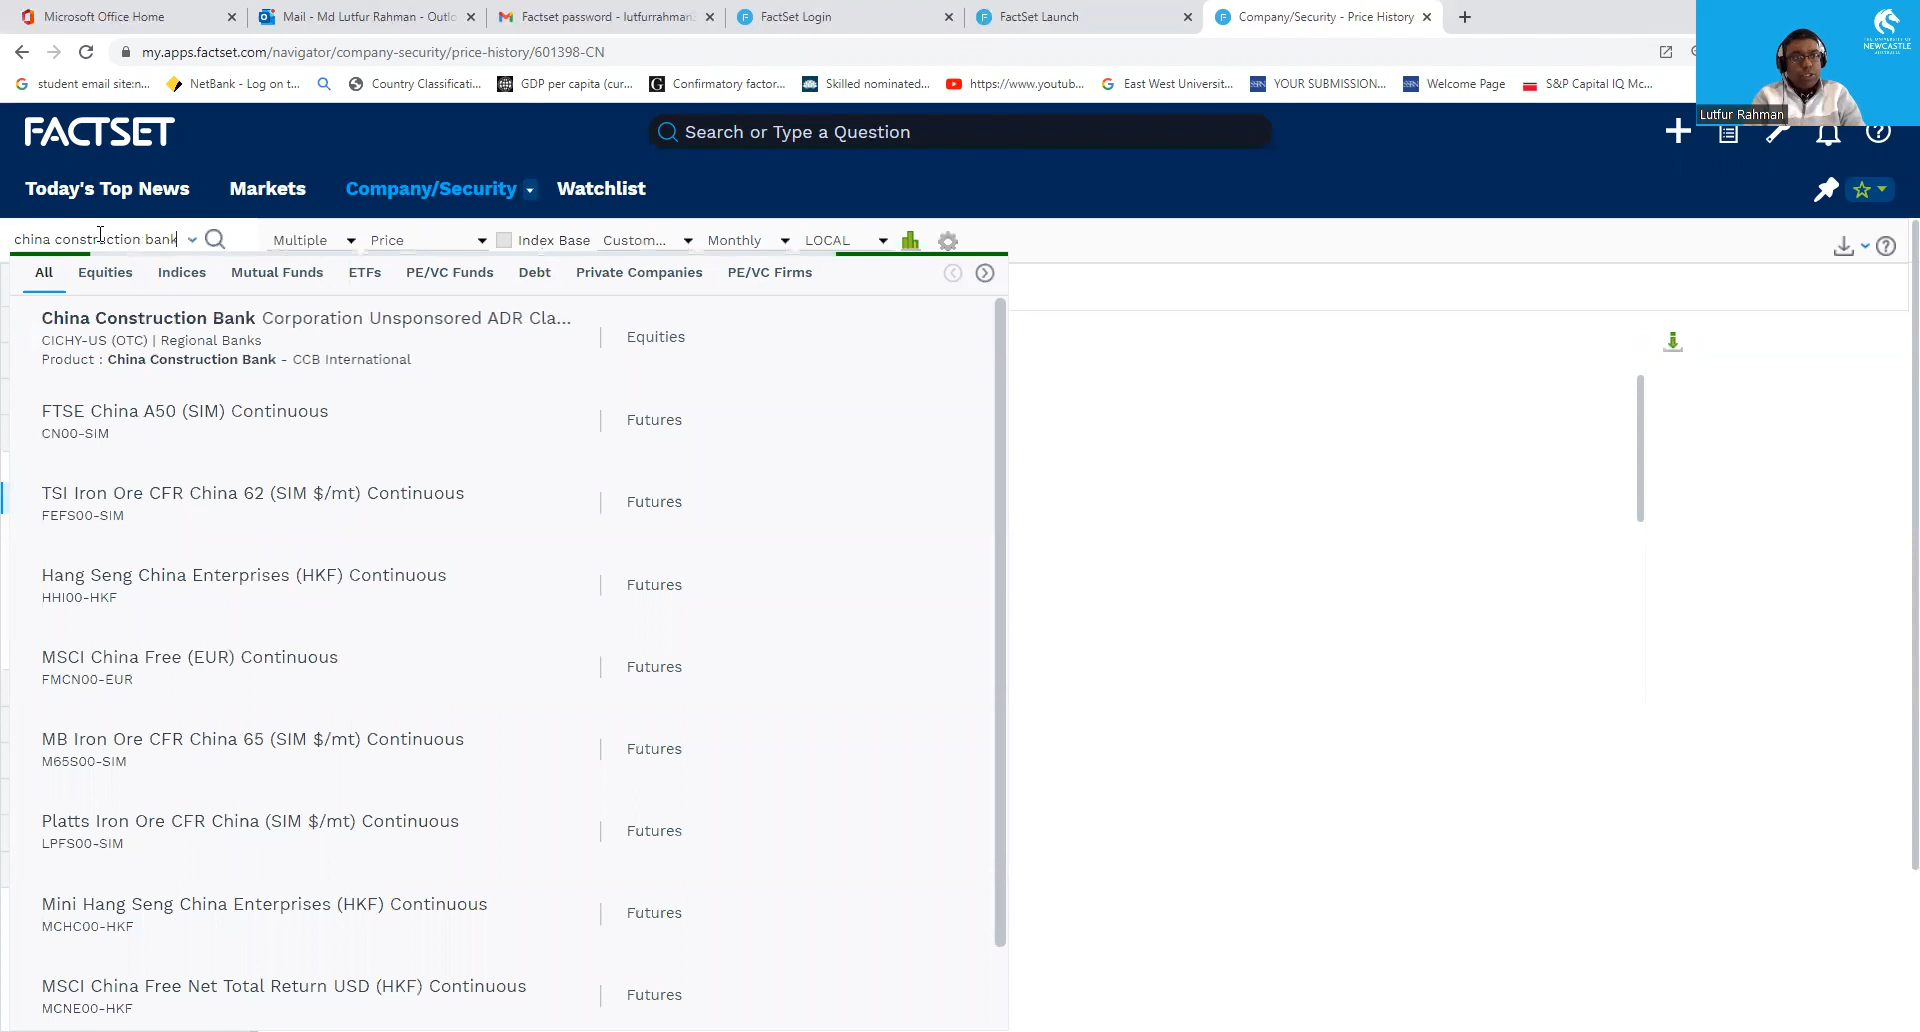 Microsoft Office Home
Mail - Md Lutfur Rahman - Outlo
Factset password - lutfurrahman
FactSet Login
FactSet Launch
Company/Security - Price History
my.apps.factset.com/navigator/company-security/price-history/601398-CN
student email site:n...
NetBank - Log on t...
Country Classificati...
GDP per capita (cur...
Confirmatory factor...
Skilled nominated...
https://www.youtub...
East West Universit...
YOUR SUBMISSION...
Welcome Page
S&P Capital IQ Mc...
NEWCASTLE
AUSTRALIA
Lutfur Rahman
FACTSET
Search or Type a Question
Today's Top News
Markets
Company/Security
Watchlist
china construction bank
Multiple
Price
Index Base
Custom...
Monthly
LOCAL
All
Equities
Indices
Mutual Funds
ETFs
PE/VC Funds
Debt
Private Companies
PE/VC Firms
China Construction Bank Corporation Unsponsored ADR Cla...
CICHY-US (OTC) | Regional Banks
Product : China Construction Bank - CCB International
Equities
FTSE China A50 (SIM) Continuous
CN00-SIM
Futures
TSI Iron Ore CFR China 62 (SIM $/mt) Continuous
FEFS00-SIM
Futures
Hang Seng China Enterprises (HKF) Continuous
HHI00-HKF
Futures
MSCI China Free (EUR) Continuous
FMCN00-EUR
Futures
MB Iron Ore CFR China 65 (SIM $/mt) Continuous
M65S00-SIM
Futures
Platts Iron Ore CFR China (SIM $/mt) Continuous
LPFS00-SIM
Futures
Mini Hang Seng China Enterprises (HKF) Continuous
MCHC00-HKF
Futures
MSCI China Free Net Total Return USD (HKF) Continuous
MCNE00-HKF
Futures